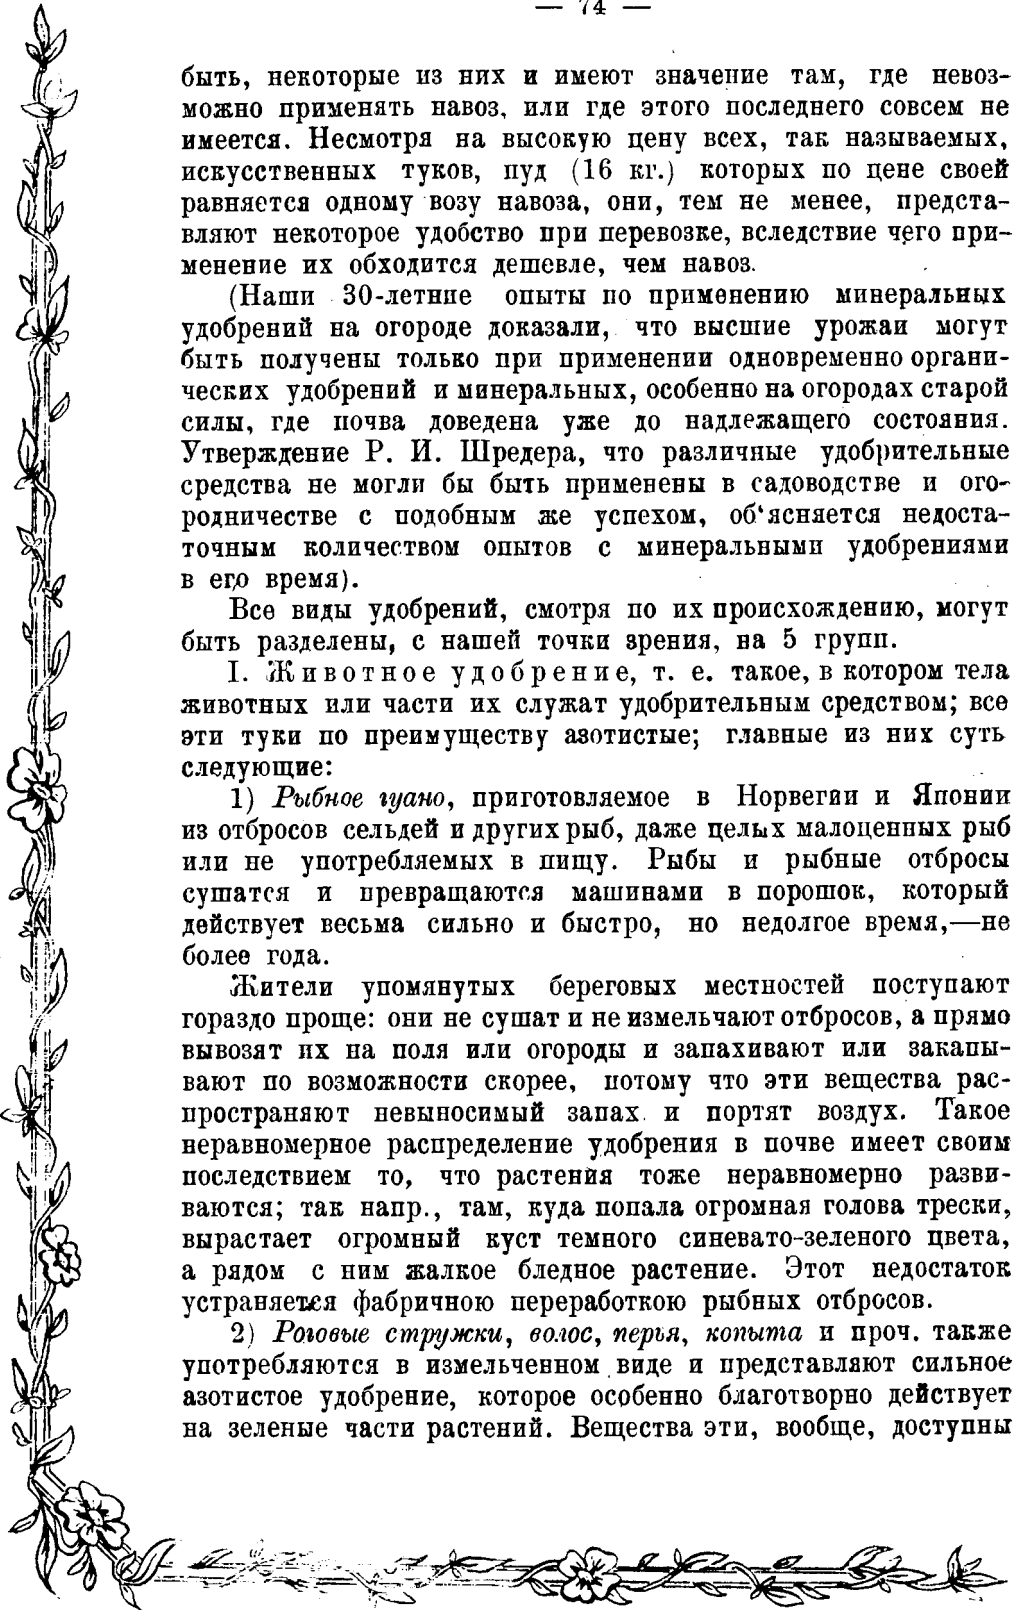 — 74 —
быть, некоторые из них и имеют значение там, где невоз-
можно применять навоз, или где этого последнего совсем не
имеется. Несмотря на высокую цену всех, так называемых,
искусственных туков, пуд (16 кг.) которых по цене своей
равняется одному возу навоза, они, тем не менее, предста-
вляют некоторое удобство при перевозке, вследствие чего при-
менение их обходится дешевле, чем навоз.
(Наши 30-летние опыты по применению минеральных
удобрений на огороде доказали, что высшие урожаи могут
быть получены только при применении одновременно органи-
ческих удобрений и минеральных, особенно на огородах старой
силы, где почва доведена уже до надлежащего состояния.
Утверждение Р. И. Шредера, что различные удобрительные
средства не могли бы быть применены в садоводстве и ого-
родничестве с подобным же успехом, об‘ясняется недоста-
точным количеством опытов с минеральными удобрениями
в его время).
Все виды удобрений, смотря по их происхождению, могут
быть разделены, с нашей точки зрения, на 5 групп.
I. Животное удобрение, т. е. такое, в котором тела
животных или части их служат удобрительным средством; все
эти туки по преимуществу азотистые; главные из них суть
следующие:
1) Рыбное гуано, приготовляемое в Норвегии и Японии
из отбросов сельдей и других рыб, даже целых малоценных рыб
или не употребляемых в пищу. Рыбы и рыбные отбросы
сушатся и превращаются машинами в порошок, который
действует весьма сильно и быстро, но недолгое время,—не
более года.
Жители упомянутых береговых местностей поступают
гораздо проще: они не сушат и не измельчают отбросов, а прямо
вывозят их на поля или огороды и запахивают или закапы-
вают по возможности скорее, потому что эти вещества рас-
пространяют невыносимый запах и портят воздух. Такое
неравномерное распределение удобрения в почве имеет своим
последствием то, что растения тоже неравномерно разви-
ваются; так напр., там, куда попала огромная голова трески,
вырастает огромный куст темного синевато-зеленого цвета,
а рядом с ним жалкое бледное растение. Этот недостаток
устраняется фабричною переработкою рыбных отбросов.
2) Роговые стружки, волос, перья, копыта и проч. также
употребляются в измельченном виде и представляют сильное
азотистое удобрение, которое особенно благотворно действует
на зеленые части растений. Вещества эти, вообще, доступны